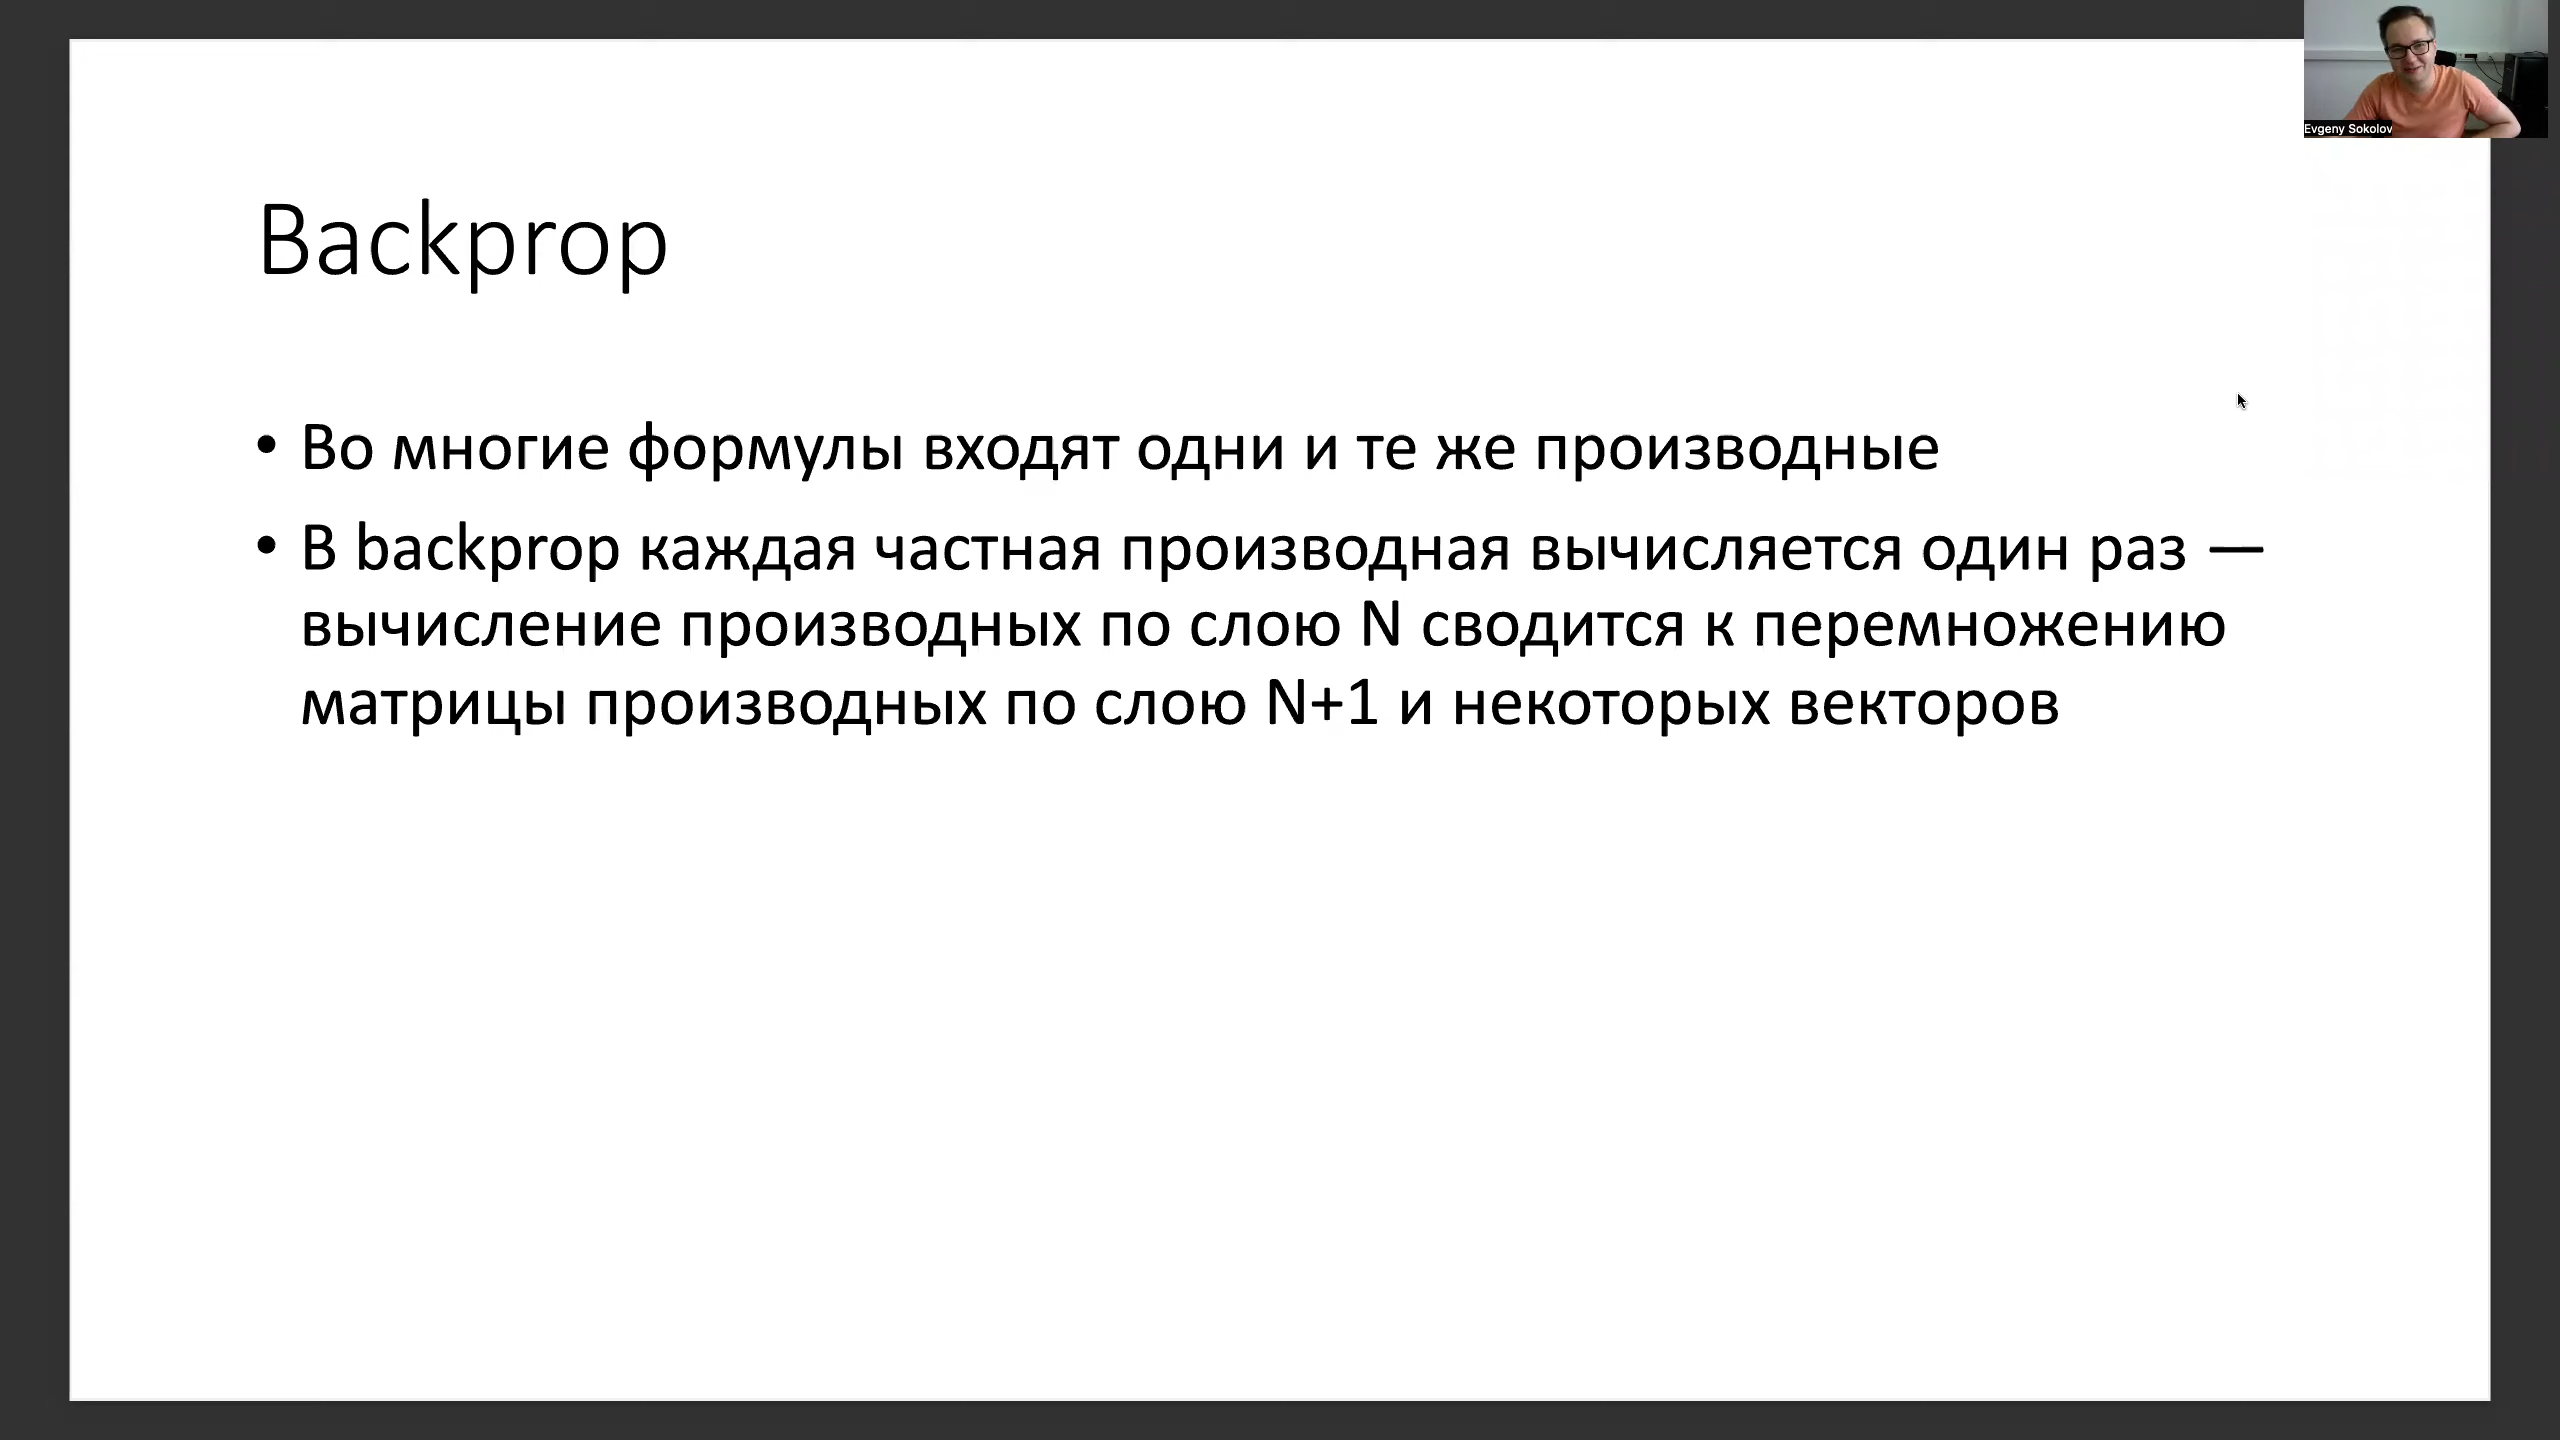 Evgeny Sokolov
Backprop
• Во многие формулы входят одни и те же производные
• В backprop каждая частная производная вычисляется один раз —
вычисление производных по слою N сводится к перемножению
матрицы производных по слою N+1 и некоторых векторов